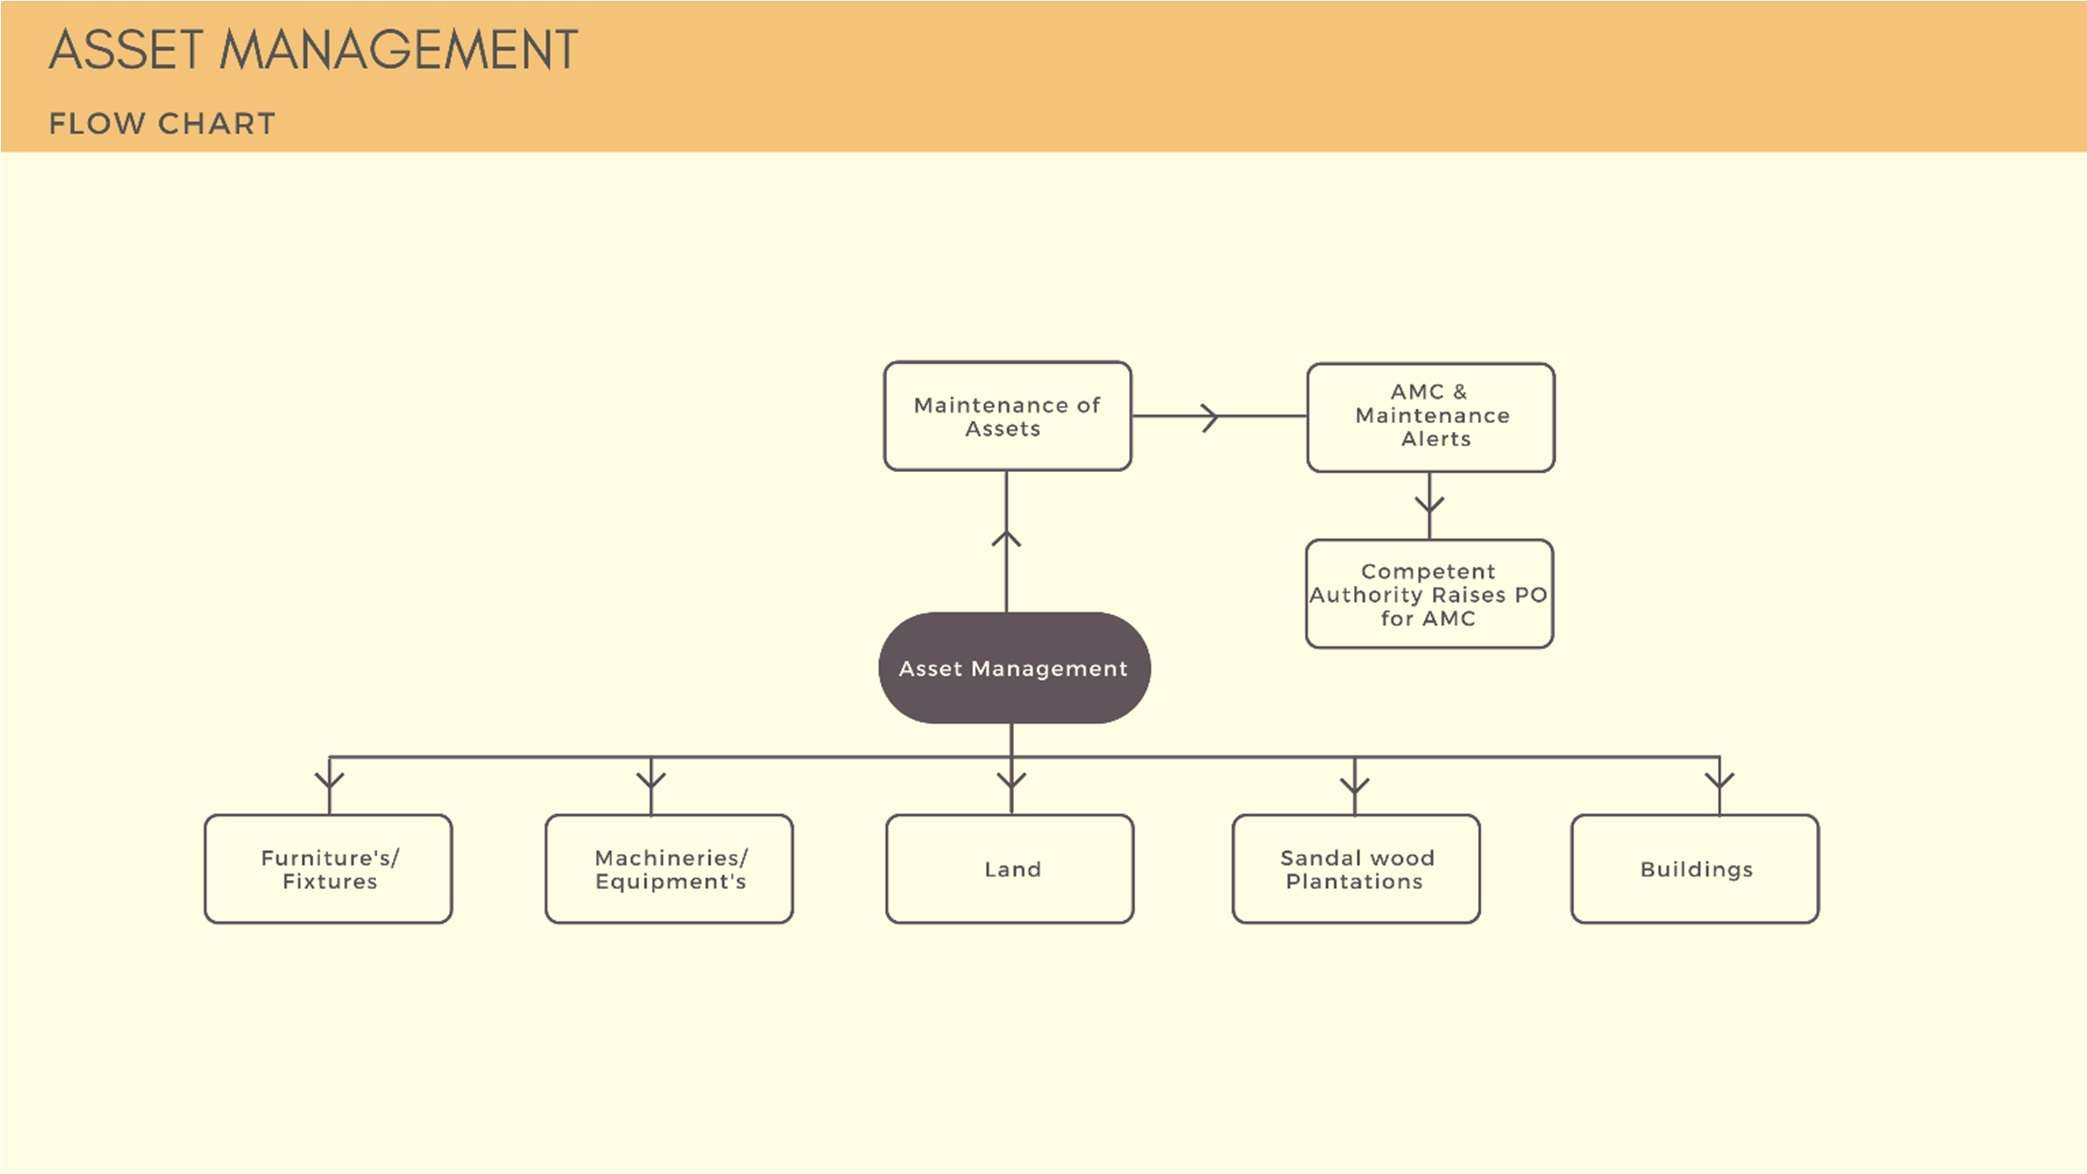 ASSET MANAGEMENT
FLOW CHART
Maintenance of
Assets
AMC &
Maintenance
Alerts
Competent
Authority Raises PO
for AMC
Asset Management
Furniture's/
Fixtures
Machineries/
Equipment's
Land
Sandal wood
Plantations
Buildings